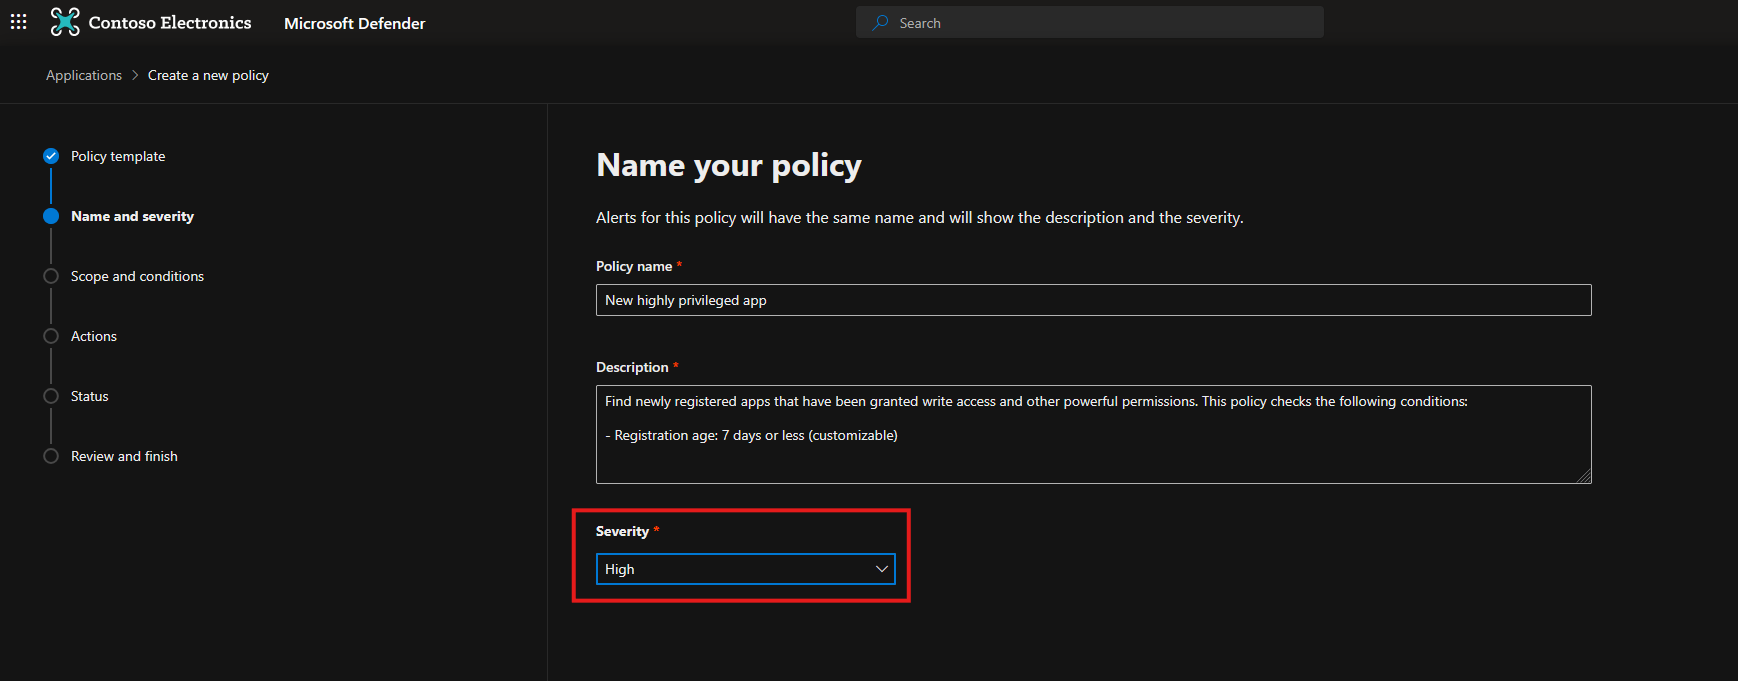 Contoso Electronics
Microsoft Defender
Search
Applications > Create a new policy
Policy template
Name and severity
Scope and conditions
Actions
Status
Review and finish
Name your policy
Alerts for this policy will have the same name and will show the description and the severity.
Policy name *
New highly privileged app
Description *
Find newly registered apps that have been granted write access and other powerful permissions. This policy checks the following conditions:
- Registration age: 7 days or less (customizable)
Severity *
High